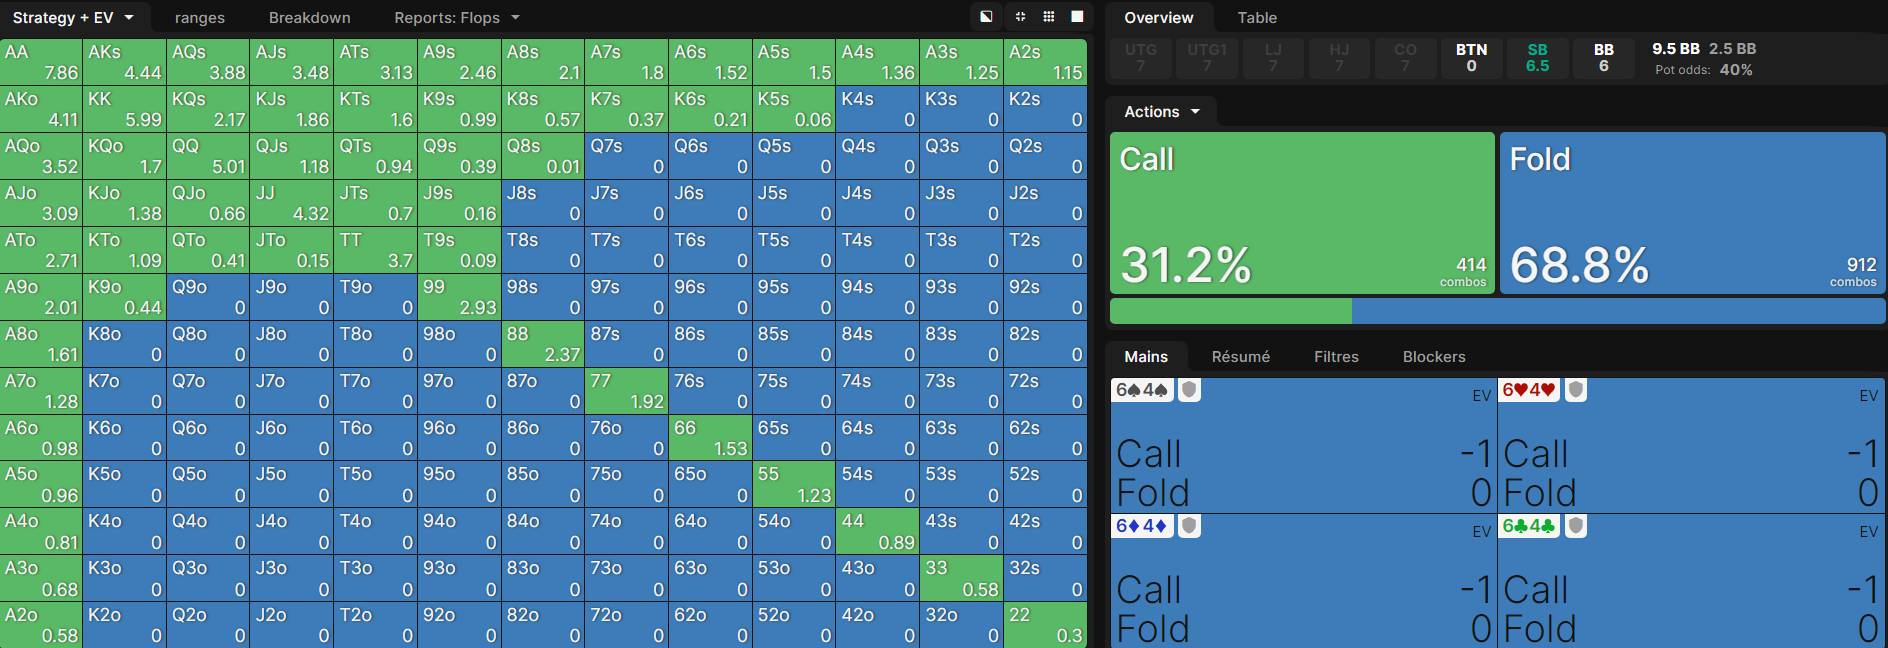 Strategy + EV ranges Breakdown Reports: Flops
AA AKs AQs AJs ATs A9s A8s A7s A6s A5s A4s A3s A2s
7.86 4.44 3.88 3.48 3.13 2.46 2.1 1.8 1.52 1.5 1.36 1.25 1.15
AKo KK KQs KJs KTs K9s K8s K7s K6s K5s K4s K3s K2s
4.11 5.99 2.17 1.86 1.6 0.99 0.57 0.37 0.21 0.06 0 0 0
AQo KQo QQ QJs QTs Q9s Q8s Q7s Q6s Q5s Q4s Q3s Q2s
3.52 1.7 5.01 1.18 0.94 0.39 0.01 0 0 0 0 0 0
AJo KJo QJo JJ JTs J9s J8s J7s J6s J5s J4s J3s J2s
3.09 1.38 0.66 4.32 0.7 0.16 0 0 0 0 0 0 0
ATo KTo QTo JTo TT T9s T8s T7s T6s T5s T4s T3s T2s
2.71 1.09 0.41 0.15 3.7 0.09 0 0 0 0 0 0 0
A9o K9o Q9o J9o T9o 99 98s 97s 96s 95s 94s 93s 92s
2.01 0.44 0 0 0 2.93 0 0 0 0 0 0 0
A8o K8o Q8o J8o T8o 98o 88 87s 86s 85s 84s 83s 82s
1.61 0 0 0 0 0 2.37 0 0 0 0 0 0
A7o K7o Q7o J7o T7o 97o 87o 77 76s 75s 74s 73s 72s
1.28 0 0 0 0 0 0 1.92 0 0 0 0 0
A6o K6o Q6o J6o T6o 96o 86o 76o 66 65s 64s 63s 62s
0.98 0 0 0 0 0 0 0 1.53 0 0 0 0
A5o K5o Q5o J5o T5o 95o 85o 75o 65o 55 54s 53s 52s
0.96 0 0 0 0 0 0 0 0 1.23 0 0 0
A4o K4o Q4o J4o T4o 94o 84o 74o 64o 54o 44 43s 42s
0.81 0 0 0 0 0 0 0 0 0 0.89 0 0
A3o K3o Q3o J3o T3o 93o 83o 73o 63o 53o 43o 33 32s
0.68 0 0 0 0 0 0 0 0 0 0 0.58 0
A2o K2o Q2o J2o T2o 92o 82o 72o 62o 52o 42o 32o 22
0.58 0 0 0 0 0 0 0 0 0 0 0 0.3
Overview Table
UTG UTG1 LJ HJ CO BTN SB BB 9.5 BB 2.5 BB
7 7 7 7 7 0 6.5 6 Pot odds: 40%
Actions
Call Fold
31.2% 414 combos 68.8% 912 combos
Mains Résumé Filtres Blockers
6♠4♠ EV 6♥4♥ EV
Call -1 Call -1
Fold 0 Fold 0
6♦4♦ EV 6♣4♣ EV
Call -1 Call -1
Fold 0 Fold 0